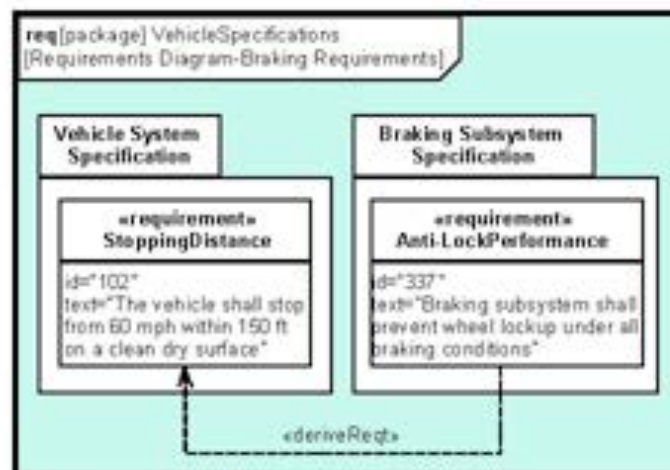 req[package] VehicleSpecifications
[Requirements Diagram-Braking Requirements]
Vehicle System
Specification
«requirement»
StoppingDistance
id="102"
text="The vehicle shall stop
from 60 mph within 150 ft
on a clean dry surface"
Braking Subsystem
Specification
«requirement»
Anti-LockPerformance
id="337"
text="Braking subsystem shall
prevent wheel lockup under all
braking conditions"
«deriveReqt»